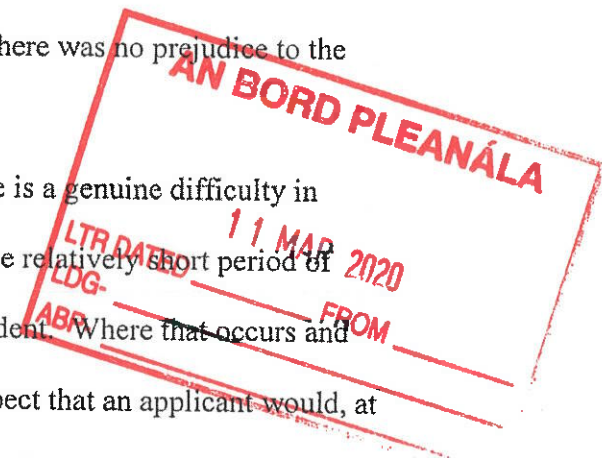 here was no prejudice to the
AN BORD PLEANÁLA
e is a genuine difficulty in
11 MAR 2020
LTR DATED FROM
e relatively short period of
LDG-
dent. Where that occurs and
ABP-
pect that an applicant would, at